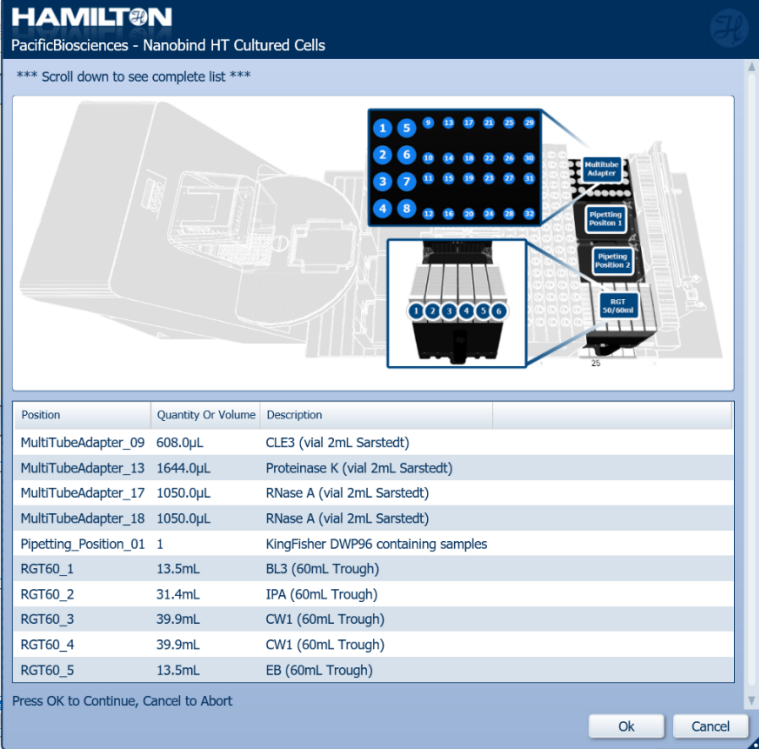 HAMILTON
PacificBiosciences - Nanobind HT Cultured Cells
*** Scroll down to see complete list ***
1 5 9 13 17 21 25 29
2 6 10 14 18 22 26 30
3 7 11 15 19 23 27 31
4 8 12 16 20 24 28 32
Multitube
Adapter
Pipetting
Positon 1
Pipeting
Position 2
RGT
50/60ml
1 2 3 4 5 6
25
Position Quantity Or Volume Description
MultiTubeAdapter_09 608.0µL CLE3 (vial 2mL Sarstedt)
MultiTubeAdapter_13 1644.0µL Proteinase K (vial 2mL Sarstedt)
MultiTubeAdapter_17 1050.0µL RNase A (vial 2mL Sarstedt)
MultiTubeAdapter_18 1050.0µL RNase A (vial 2mL Sarstedt)
Pipetting_Position_01 1 KingFisher DWP96 containing samples
RGT60_1 13.5mL BL3 (60mL Trough)
RGT60_2 31.4mL IPA (60mL Trough)
RGT60_3 39.9mL CW1 (60mL Trough)
RGT60_4 39.9mL CW1 (60mL Trough)
RGT60_5 13.5mL EB (60mL Trough)
Press OK to Continue, Cancel to Abort
Ok Cancel